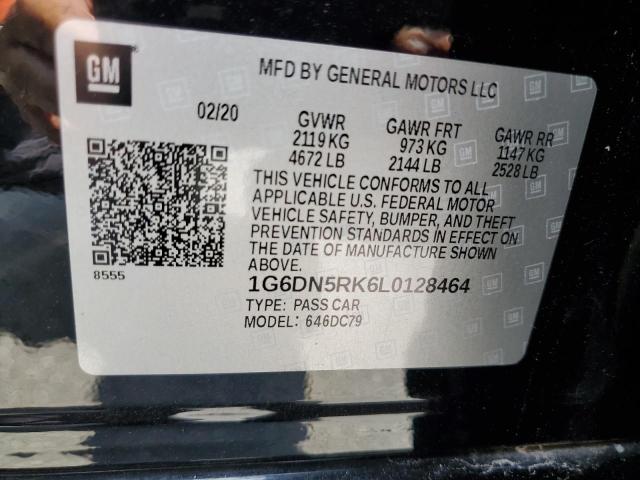 GM
MFD BY GENERAL MOTORS LLC
02/20
GVWR
2119 KG
4672 LB
GAWR FRT
973 KG
2144 LB
GAWR RR
1147 KG
2528 LB
THIS VEHICLE CONFORMS TO ALL
APPLICABLE U.S. FEDERAL MOTOR
VEHICLE SAFETY, BUMPER, AND THEFT
PREVENTION STANDARDS IN EFFECT ON
THE DATE OF MANUFACTURE SHOWN
ABOVE.
8555
1G6DN5RK6L0128464
TYPE: PASS CAR
MODEL: 646DC79